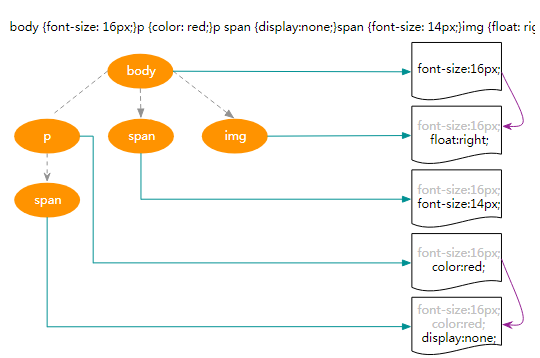 body {font-size: 16px;}p {color: red;}p span {display:none;}span {font-size: 14px;}img {float:
body
font-size:16px;
p
span
img
font-size:16px;
float:right;
span
font-size:16px;
font-size:14px;
font-size:16px;
color:red;
font-size:16px;
color:red;
display:none;